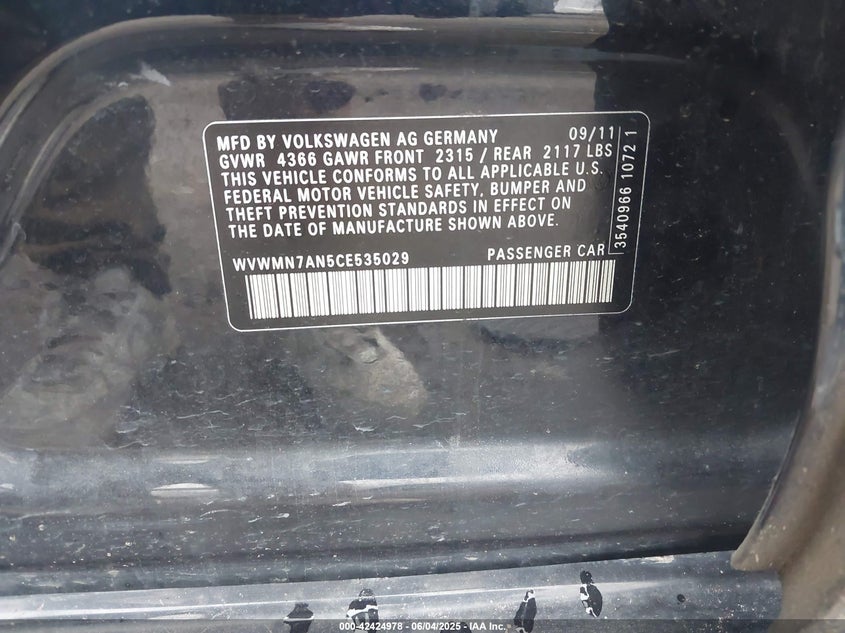 MFD BY VOLKSWAGEN AG GERMANY 09/11
GVWR 4366 GAWR FRONT 2315 / REAR 2117 LBS
THIS VEHICLE CONFORMS TO ALL APPLICABLE U.S.
FEDERAL MOTOR VEHICLE SAFETY, BUMPER AND
THEFT PREVENTION STANDARDS IN EFFECT ON
THE DATE OF MANUFACTURE SHOWN ABOVE.
WVWMN7AN5CE535029 PASSENGER CAR
3540966 1072 1
000-42424978 - 06/04/2025 - IAA Inc.